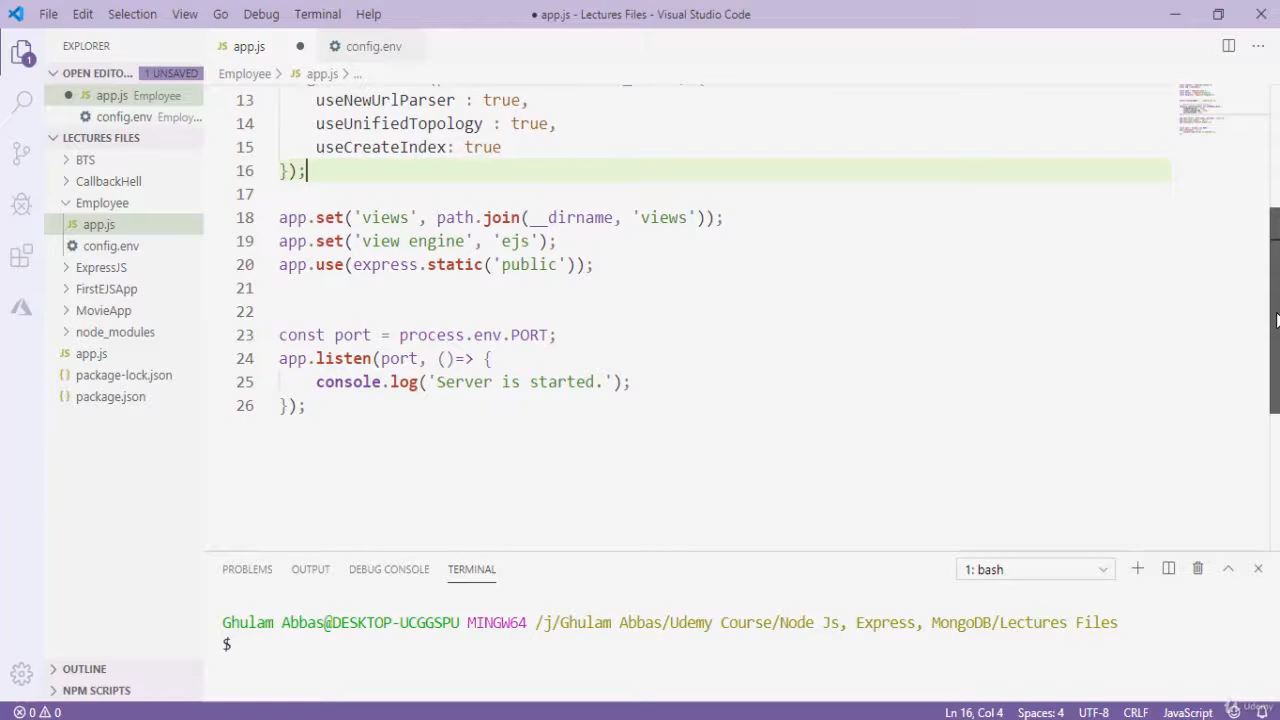 File Edit Selection View Go Debug Terminal Help
● app.js - Lectures Files - Visual Studio Code
EXPLORER
app.js
config.env
OPEN EDITO... 1 UNSAVED
Employee > app.js > ...
app.js Employee
config.env Employ...
LECTURES FILES
BTS
CallbackHell
Employee
app.js
config.env
ExpressJS
FirstEJSApp
MovieApp
node_modules
app.js
package-lock.json
package.json
OUTLINE
NPM SCRIPTS
13 useNewUrlParser : true,
14 useUnifiedTopology true,
15 useCreateIndex: true
16 });
17
18 app.set('views', path.join(__dirname, 'views'));
19 app.set('view engine', 'ejs');
20 app.use(express.static('public'));
21
22
23 const port = process.env.PORT;
24 app.listen(port, ()=> {
25 console.log('Server is started.');
26 });
PROBLEMS OUTPUT DEBUG CONSOLE TERMINAL
1: bash
Ghulam Abbas@DESKTOP-UCGGSPU MINGW64 /j/Ghulam Abbas/Udemy Course/Node Js, Express, MongoDB/Lectures Files
$
0 0
Ln 16, Col 4 Spaces: 4 UTF-8 CRLF JavaScript
Udemy